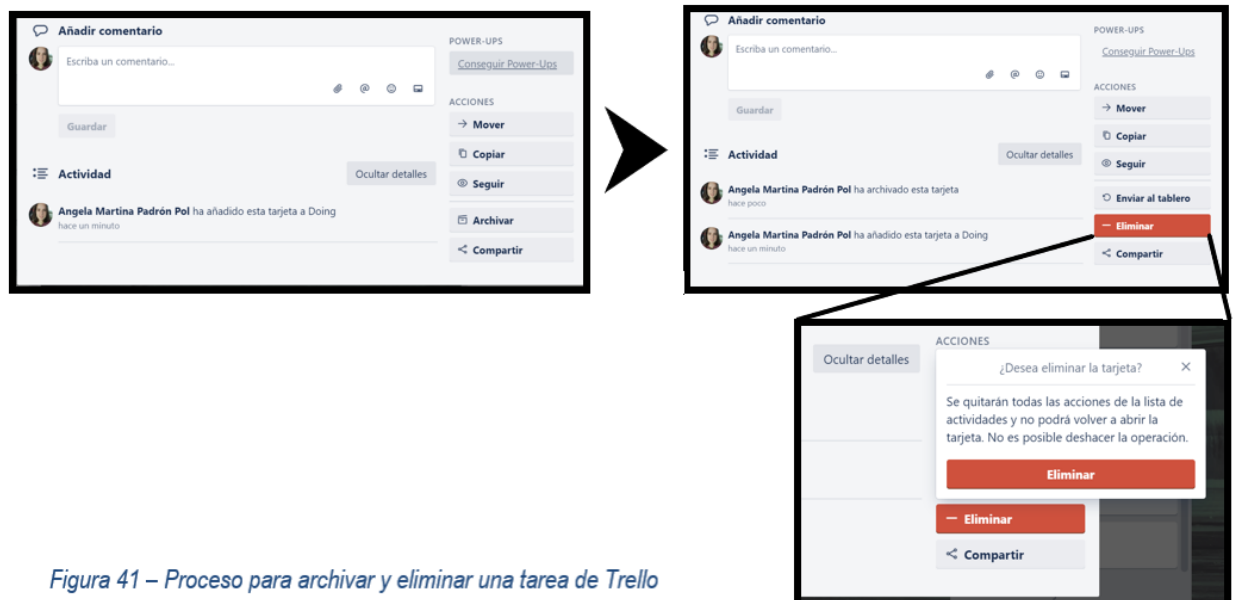 Añadir comentario
Escriba un comentario...
Guardar
Actividad
Ocultar detalles
Angela Martina Padrón Pol ha añadido esta tarjeta a Doing
hace un minuto
POWER-UPS
Conseguir Power-Ups
ACCIONES
Mover
Copiar
Seguir
Archivar
Compartir
Añadir comentario
Escriba un comentario...
Guardar
Actividad
Ocultar detalles
Angela Martina Padrón Pol ha archivado esta tarjeta
hace poco
Angela Martina Padrón Pol ha añadido esta tarjeta a Doing
hace un minuto
POWER-UPS
Conseguir Power-Ups
ACCIONES
Mover
Copiar
Seguir
Enviar al tablero
Eliminar
Compartir
Ocultar detalles
ACCIONES
¿Desea eliminar la tarjeta?
Se quitarán todas las acciones de la lista de
actividades y no podrá volver a abrir la
tarjeta. No es posible deshacer la operación.
Eliminar
Eliminar
Compartir
Figura 41 – Proceso para archivar y eliminar una tarea de Trello